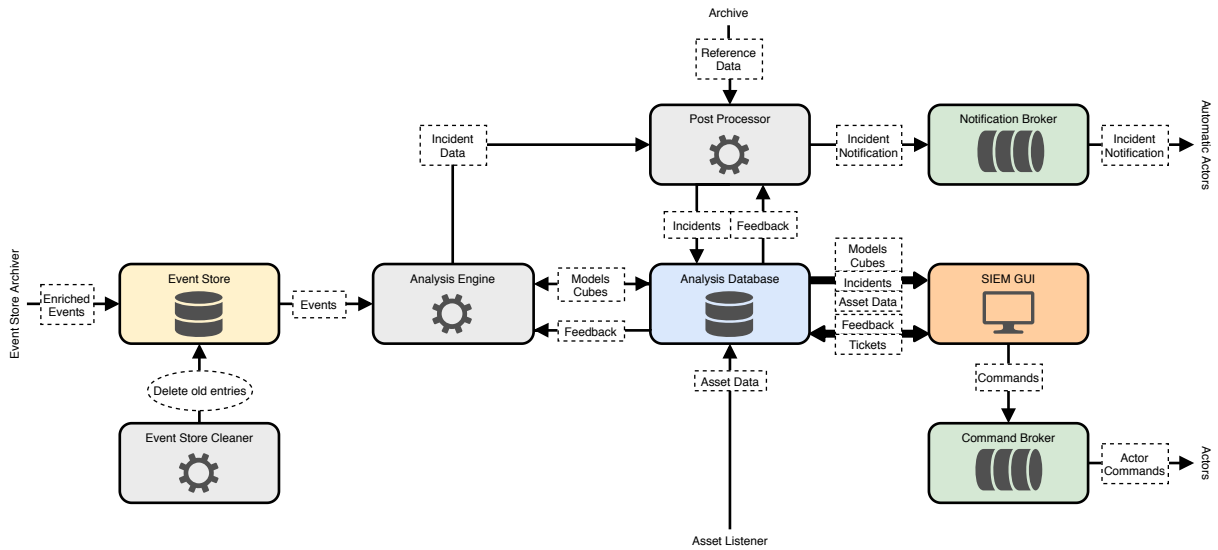 Archive
Reference
Data
Post Processor
Notification Broker
Incident
Data
Incident
Notification
Incident
Notification
Automatic Actors
Incidents
Feedback
Event Store Archiver
Enriched
Events
Event Store
Events
Analysis Engine
Models
Cubes
Feedback
Analysis Database
Models
Cubes
Incidents
Asset Data
Feedback
Tickets
SIEM GUI
Delete old entries
Asset Data
Commands
Event Store Cleaner
Command Broker
Actor
Commands
Actors
Asset Listener